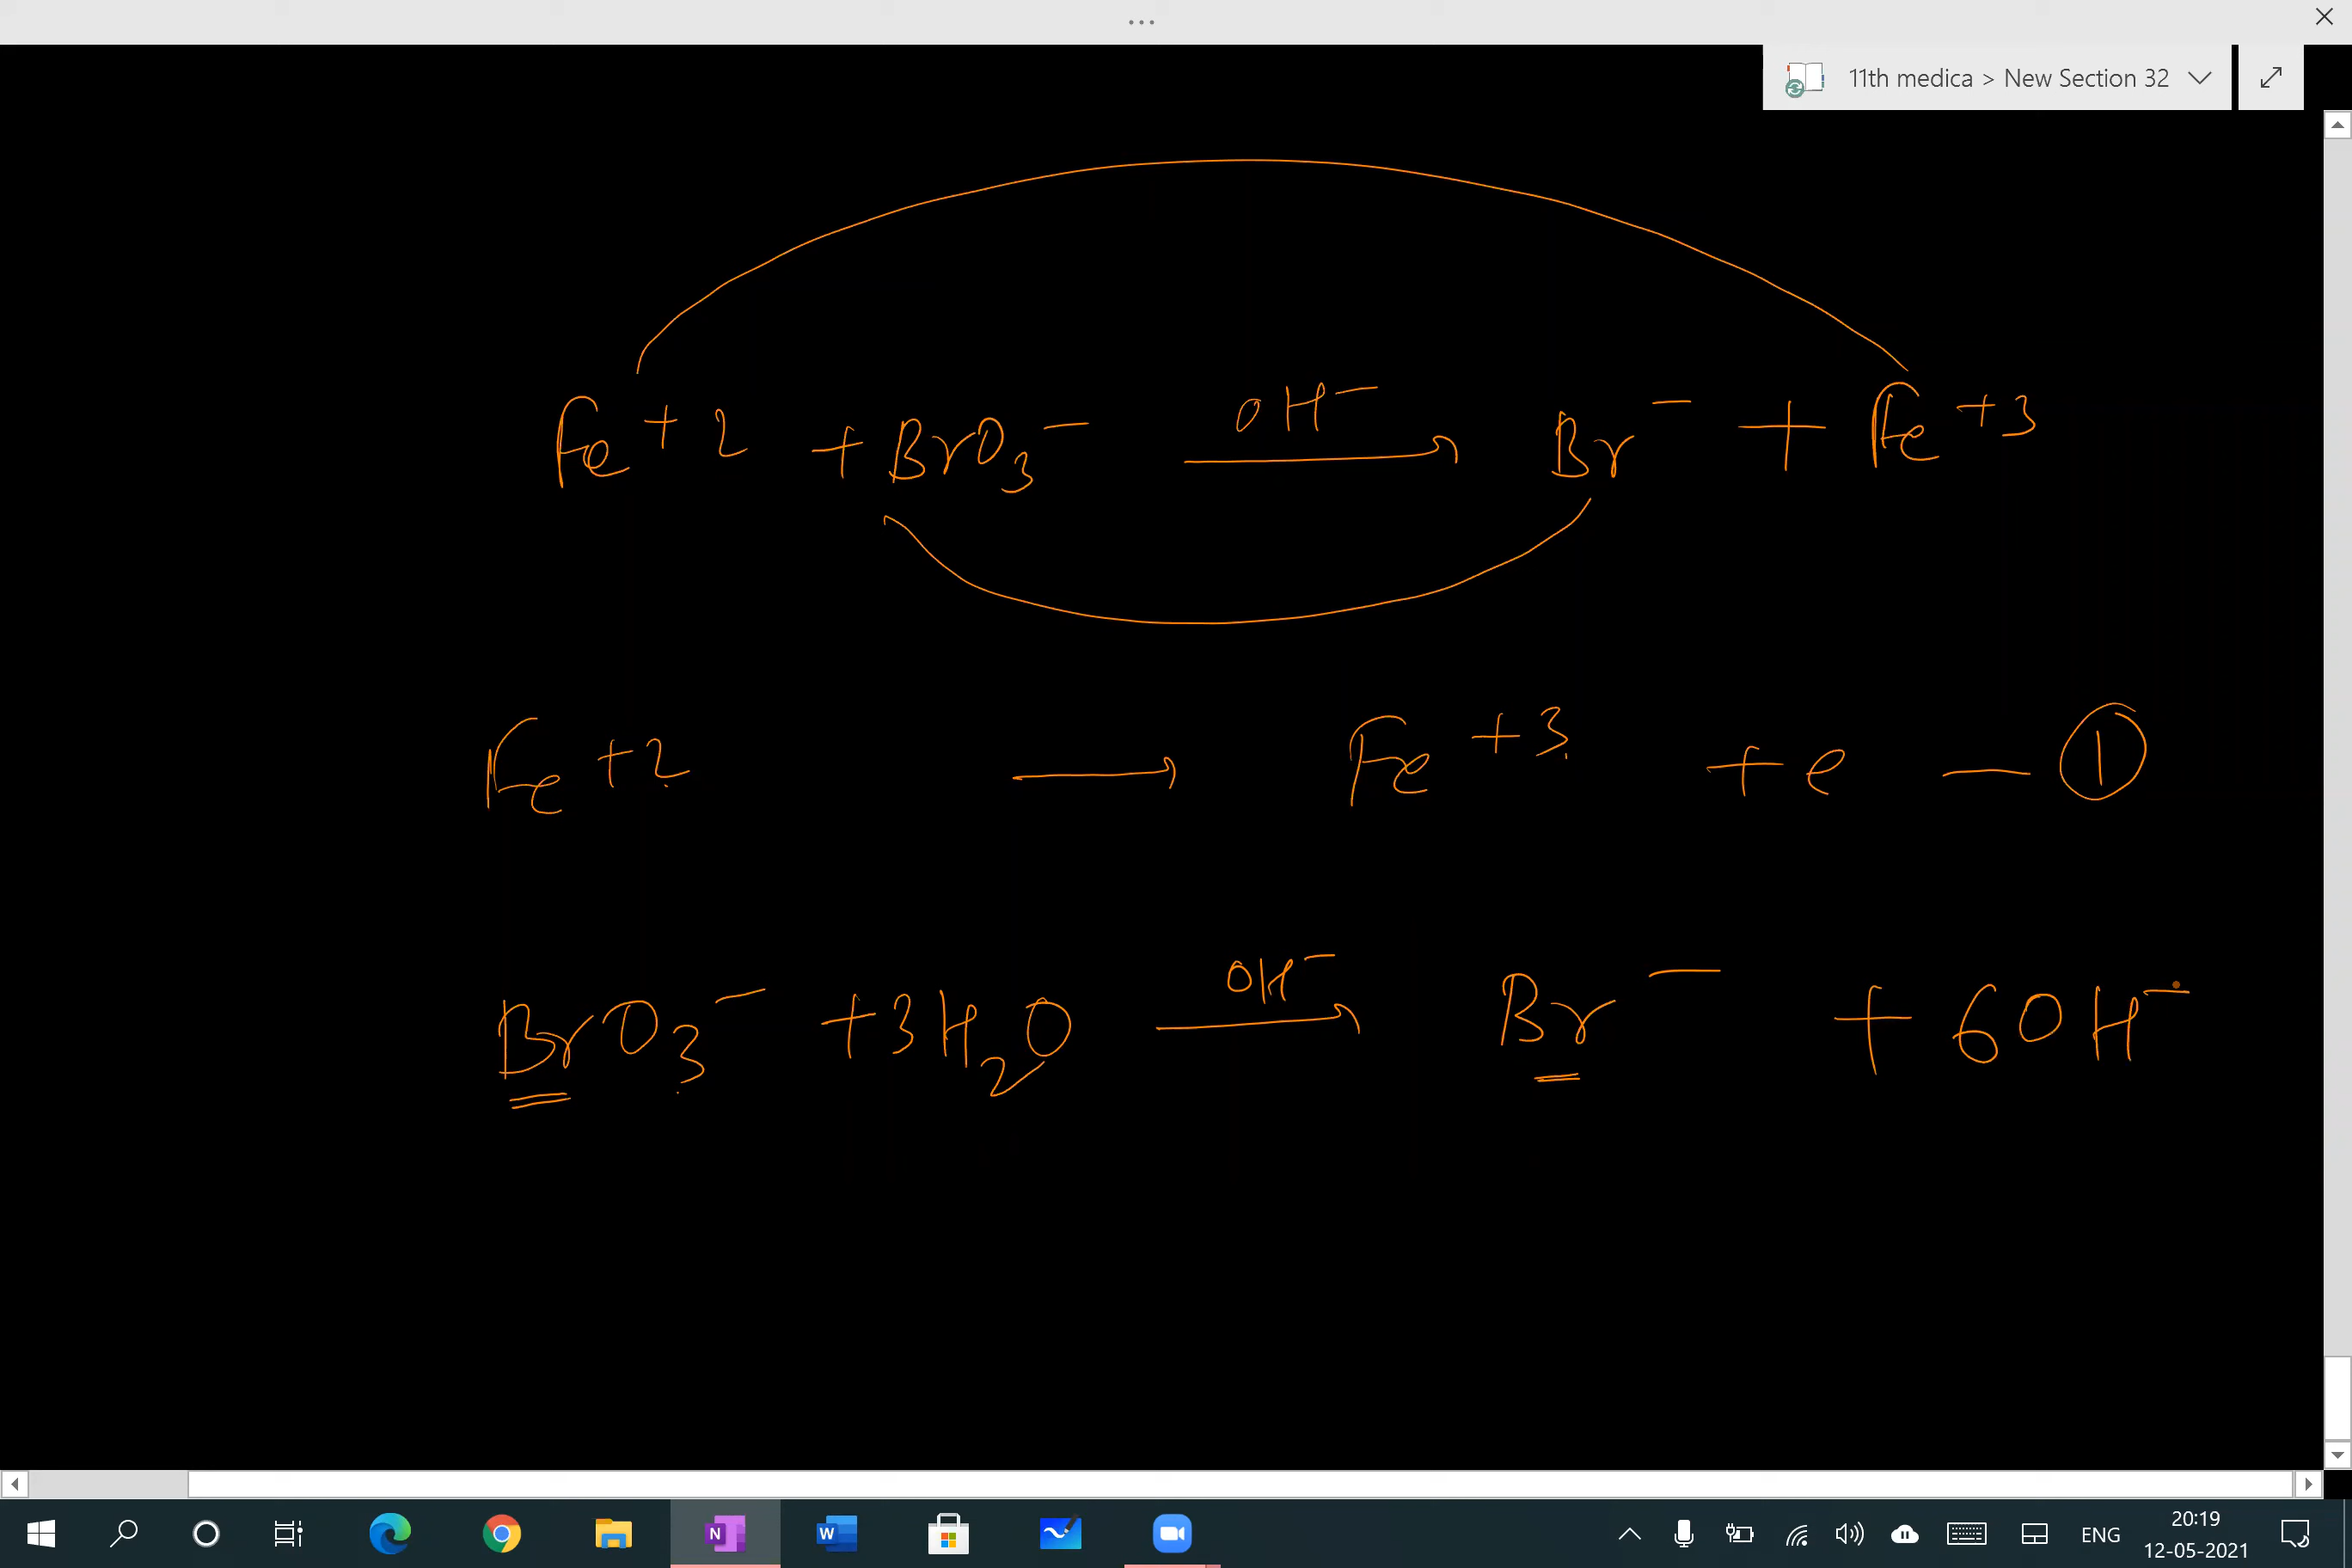 11th medica > New Section 32
Fe+2 + BrO3− OH− → Br− + Fe+3
Fe+2 → Fe+3 + e — ①
BrO3− + 3H2O OH− → Br− + 6OH−
ENG
20:19
12-05-2021